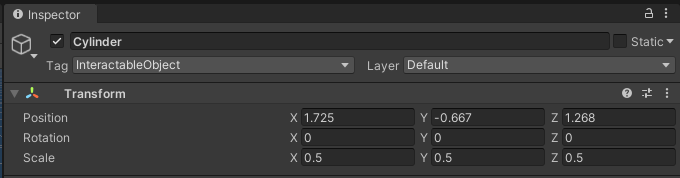 Inspector
Cylinder Static
Tag InteractableObject Layer Default
Transform
Position X 1.725 Y -0.667 Z 1.268
Rotation X 0 Y 0 Z 0
Scale X 0.5 Y 0.5 Z 0.5